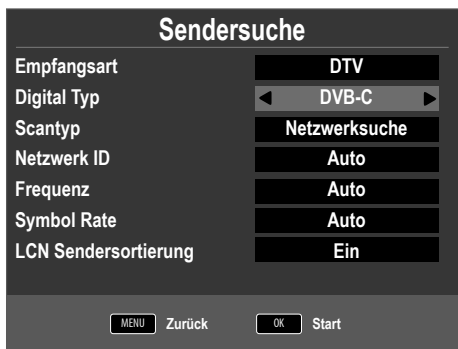 Sendersuche
Empfangsart DTV
Digital Typ DVB-C
Scantyp Netzwerksuche
Netzwerk ID Auto
Frequenz Auto
Symbol Rate Auto
LCN Sendersortierung Ein
MENU Zurück OK Start